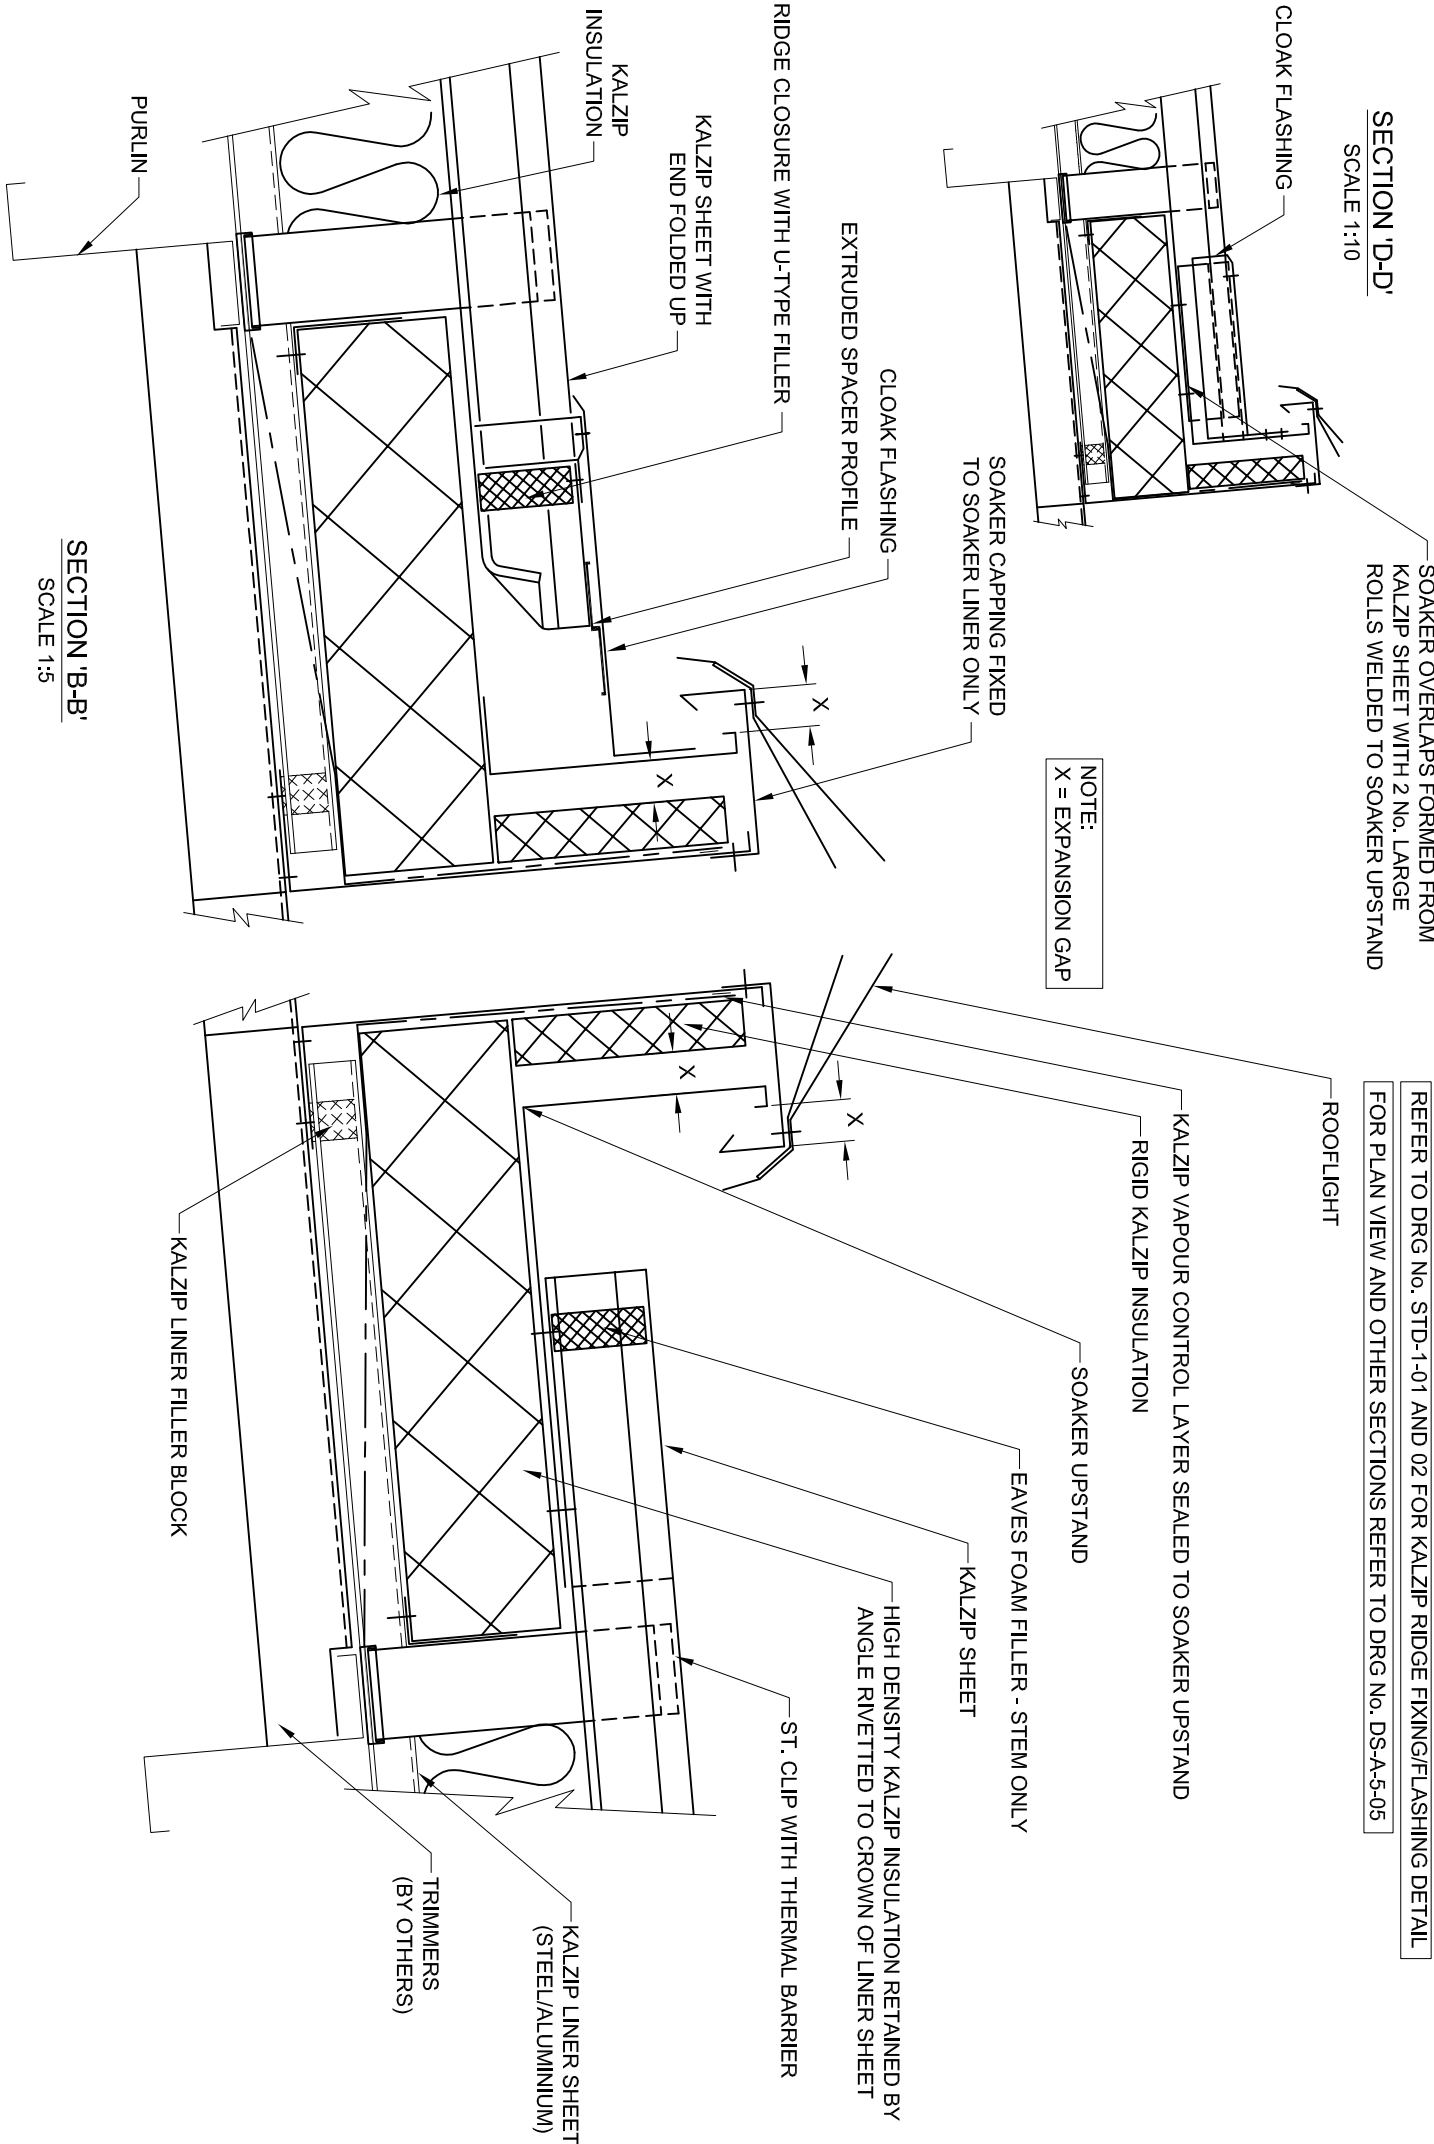 SECTION 'D-D'
SCALE 1:10
CLOAK FLASHING
SOAKER OVERLAPS FORMED FROM
KALZIP SHEET WITH 2 No. LARGE
ROLLS WELDED TO SOAKER UPSTAND
REFER TO DRG No. STD-1-01 AND 02 FOR KALZIP RIDGE FIXING/FLASHING DETAIL
FOR PLAN VIEW AND OTHER SECTIONS REFER TO DRG No. DS-A-5-05
NOTE:
X = EXPANSION GAP
SOAKER CAPPING FIXED
TO SOAKER LINER ONLY
CLOAK FLASHING
EXTRUDED SPACER PROFILE
RIDGE CLOSURE WITH U-TYPE FILLER
KALZIP SHEET WITH
END FOLDED UP
KALZIP
INSULATION
PURLIN
X
X
X
X
ROOFLIGHT
KALZIP VAPOUR CONTROL LAYER SEALED TO SOAKER UPSTAND
RIGID KALZIP INSULATION
SOAKER UPSTAND
EAVES FOAM FILLER - STEM ONLY
KALZIP SHEET
HIGH DENSITY KALZIP INSULATION RETAINED BY
ANGLE RIVETTED TO CROWN OF LINER SHEET
ST. CLIP WITH THERMAL BARRIER
KALZIP LINER SHEET
(STEEL/ALUMINIUM)
TRIMMERS
(BY OTHERS)
KALZIP LINER FILLER BLOCK
SECTION 'B-B'
SCALE 1:5